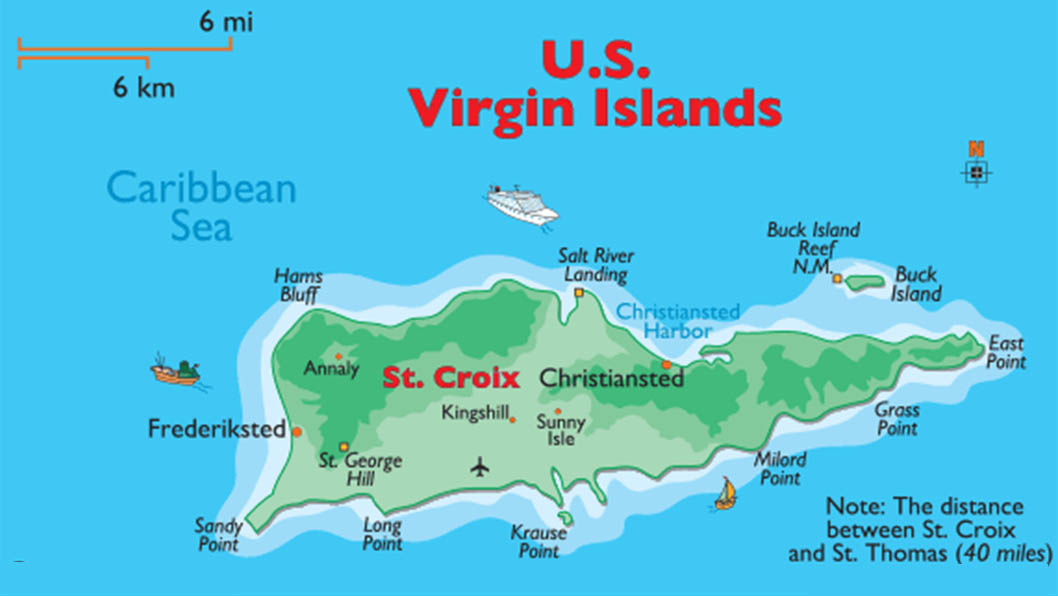 6 mi
6 km
U.S.
Virgin Islands
N
Caribbean
Sea
Buck Island
Reef
N.M.
Buck
Island
Salt River
Landing
Hams
Bluff
Christiansted
Harbor
East
Point
Annaly
St. Croix
Christiansted
Kingshill
Sunny
Isle
Grass
Point
Frederiksted
St. George
Hill
Milord
Point
Sandy
Point
Long
Point
Krause
Point
Note: The distance
between St. Croix
and St. Thomas (40 miles)